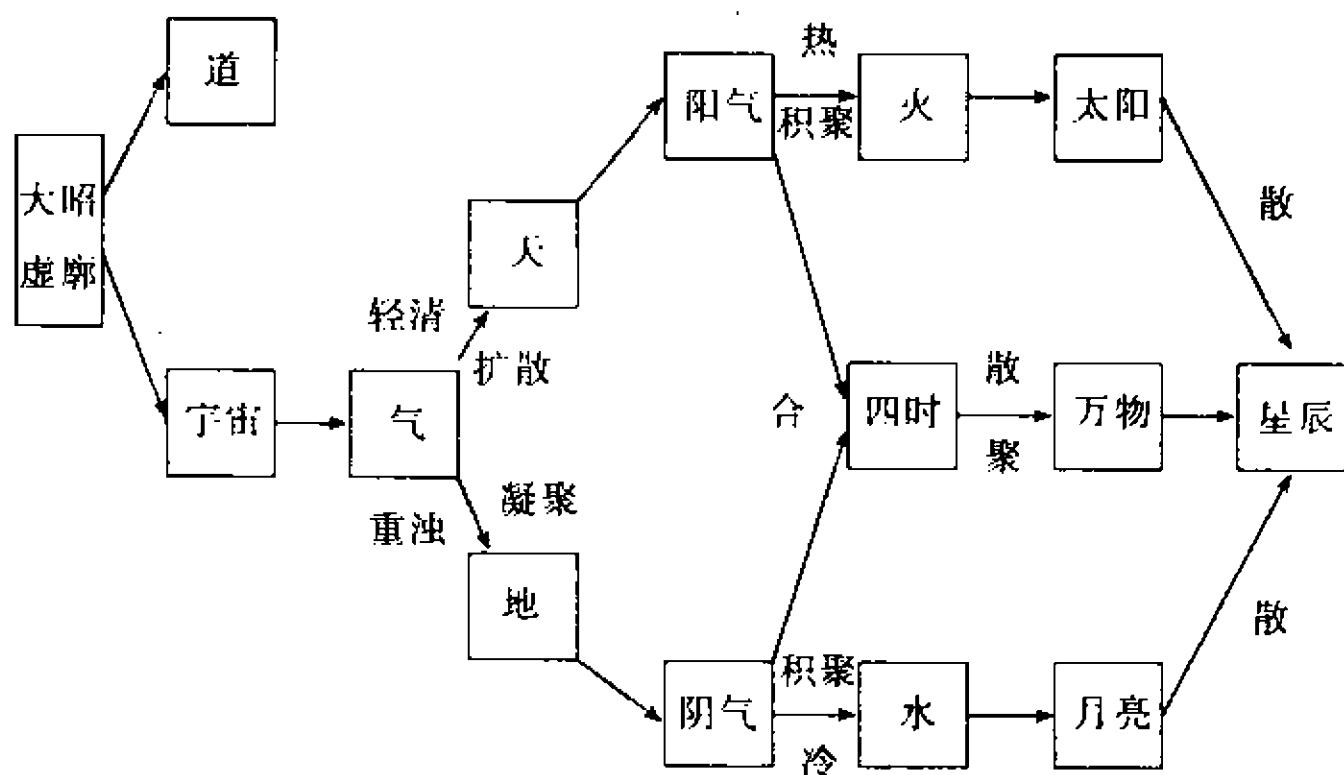 道
大昭
虚廓
宇宙
气
轻清
扩散
天
重浊
凝聚
地
阳气
热
积聚
火
太阳
散
合
四时
散
聚
万物
星辰
阴气
积聚
冷
水
月亮
散